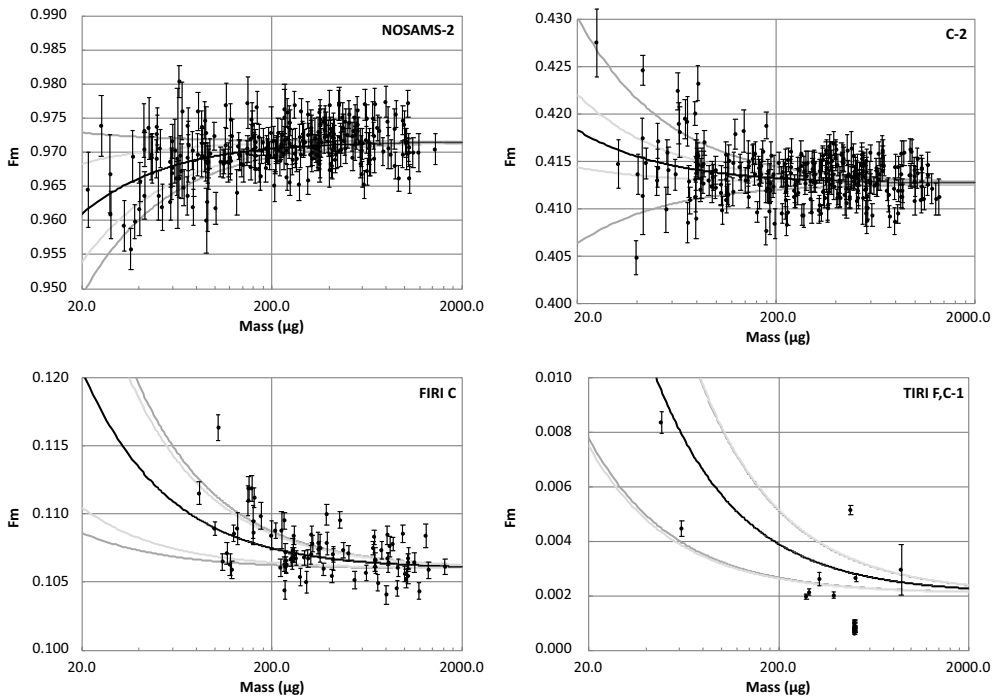 NOSAMS-2
0.990
0.985
0.980
0.975
0.970
0.965
0.960
0.955
0.950
Fm
20.0 200.0 2000.0
Mass (µg)
C-2
0.430
0.425
0.420
0.415
0.410
0.405
0.400
Fm
20.0 200.0 2000.0
Mass (µg)
FIRI C
0.120
0.115
0.110
0.105
0.100
Fm
20.0 200.0 2000.0
Mass (µg)
TIRI F,C-1
0.010
0.008
0.006
0.004
0.002
0.000
Fm
20.0 200.0 2000.0
Mass (µg)